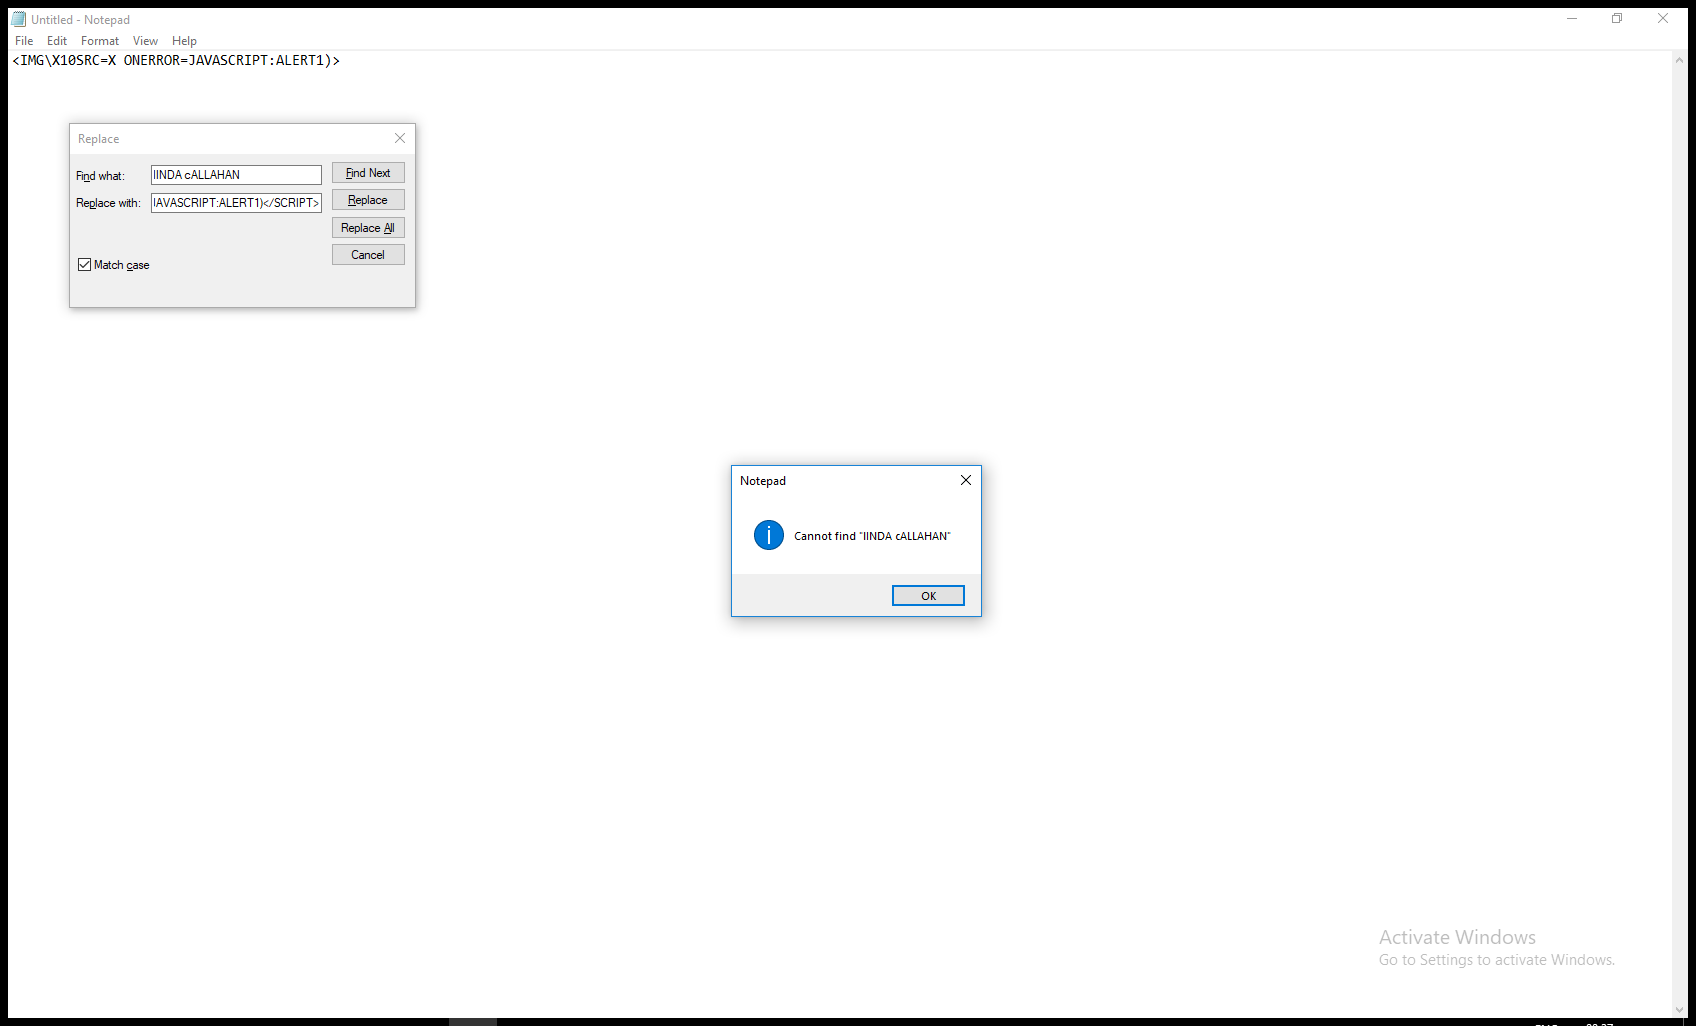 Untitled - Notepad
File Edit Format View Help
<IMG\X10SRC=X ONERROR=JAVASCRIPT:ALERT1)>
Replace
Find what: lINDA cALLAHAN Find Next
Replace with: JAVASCRIPT:ALERT1)</SCRIPT> Replace
Replace All
Cancel
Match case
Notepad
Cannot find "lINDA cALLAHAN"
OK
Activate Windows
Go to Settings to activate Windows.